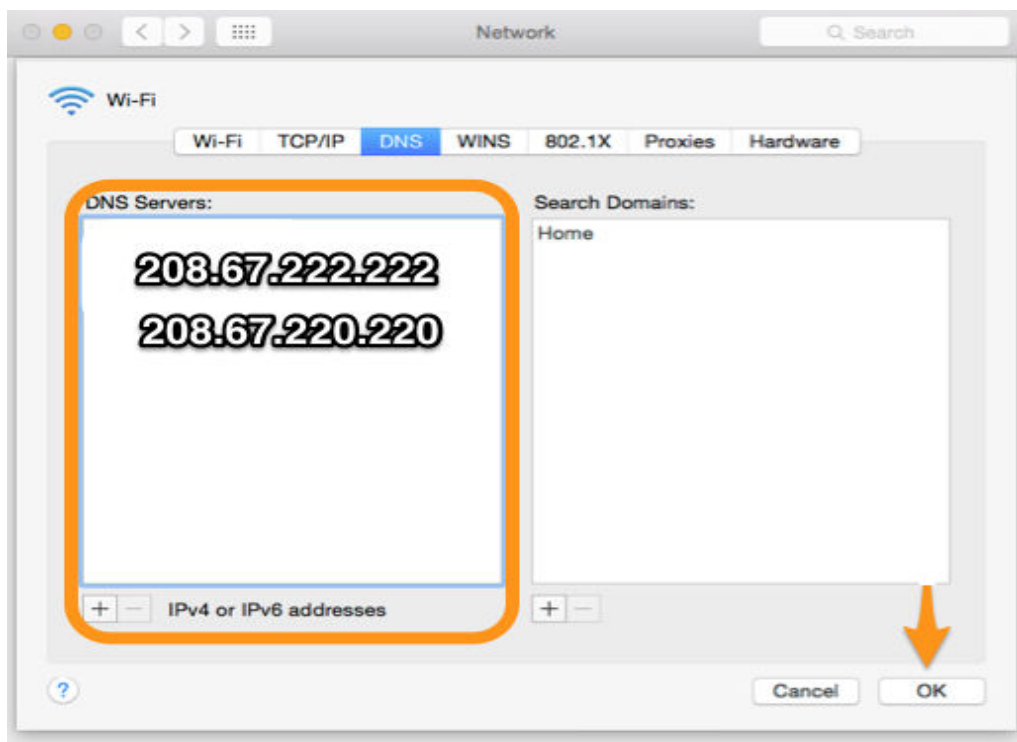 Network
Search
Wi-Fi
Wi-Fi TCP/IP DNS WINS 802.1X Proxies Hardware
DNS Servers:
208.67.222.222
208.67.220.220
+ − IPv4 or IPv6 addresses
Search Domains:
Home
+ −
?
Cancel OK